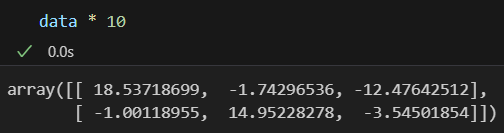 data * 10
✓ 0.0s
array([[ 18.53718699,  -1.74296536, -12.47642512],
       [ -1.00118955,  14.95228278,  -3.54501854]])